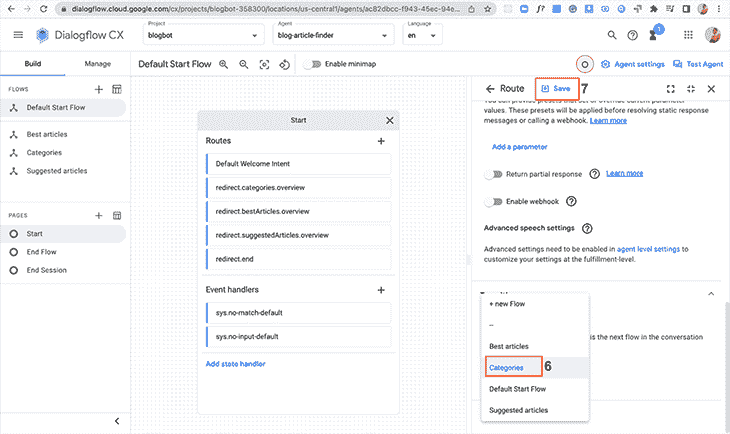 dialogflow.cloud.google.com/cx/projects/blogbot-358300/locations/us-central1/agents/ac82dbcc-f943-45ec-94e...
Dialogflow CX
Project
blogbot
Agent
blog-article-finder
Language
en
1
Build
Manage
Default Start Flow
Enable minimap
Agent settings
Test Agent
FLOWS
Default Start Flow
Best articles
Categories
Suggested articles
PAGES
Start
End Flow
End Session
Start
Routes
Default Welcome Intent
redirect.categories.overview
redirect.bestArticles.overview
redirect.suggestedArticles.overview
redirect.end
Event handlers
sys.no-match-default
sys.no-input-default
Add state handler
Route
Save
7
You can provide presets that set or override current parameter
values. These presets will be applied before resolving static response
messages or calling a webhook. Learn more
Add a parameter
Return partial response
Learn more
Enable webhook
Advanced speech settings
Advanced settings need to be enabled in agent level settings to
customize your settings at the fulfillment-level.
+ new Flow
--
is the next flow in the conversation
Best articles
Categories
6
Default Start Flow
Suggested articles